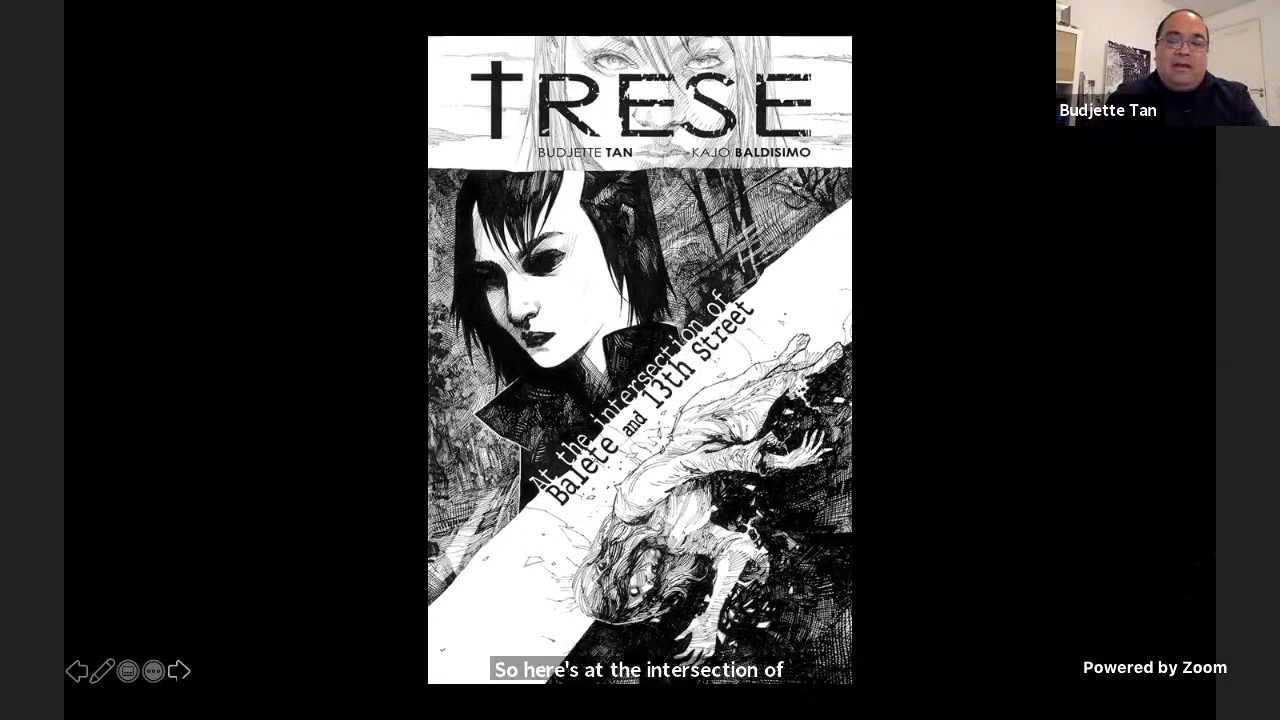 TRESE
BUDJETTE TAN
KAJO BALDISIMO
At the intersection of
Balete and 13th Street
Budjette Tan
So here's at the intersection of
Powered by Zoom